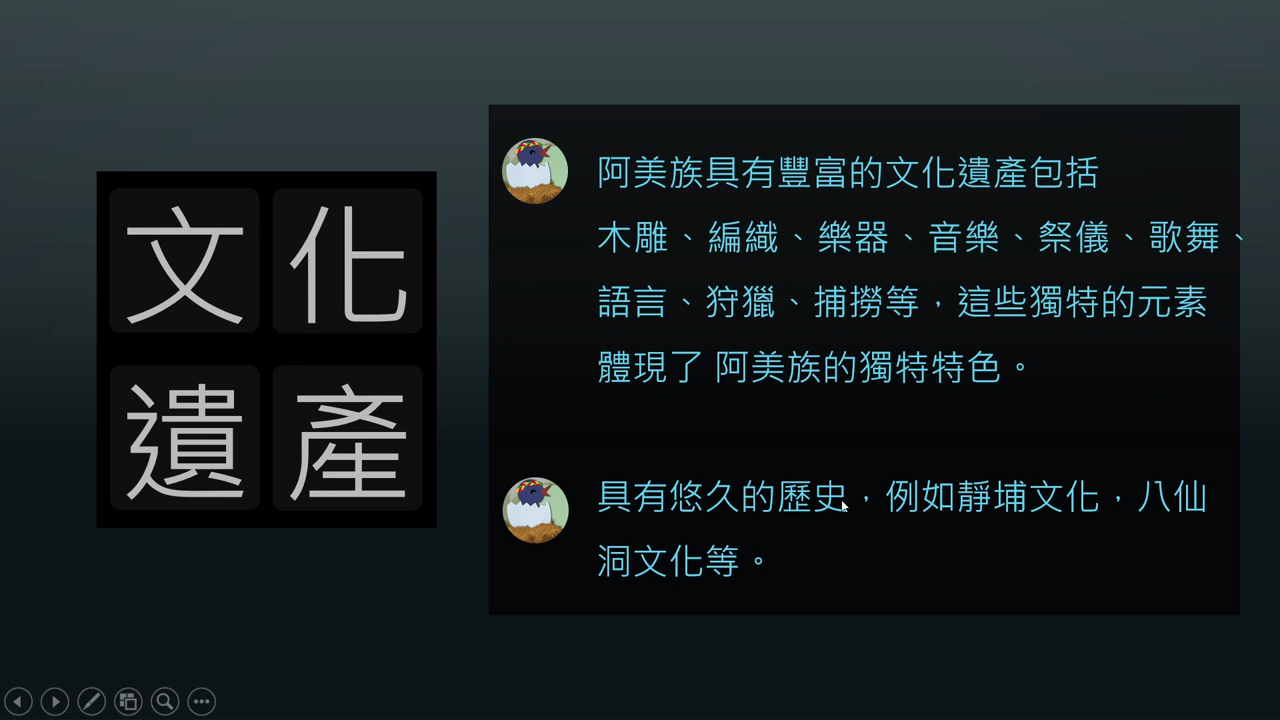 文化
遺產
阿美族具有豐富的文化遺產包括
木雕、編織、樂器、音樂、祭儀、歌舞、
語言、狩獵、捕撈等，這些獨特的元素
體現了 阿美族的獨特特色。
具有悠久的歷史，例如靜埔文化，八仙
洞文化等。